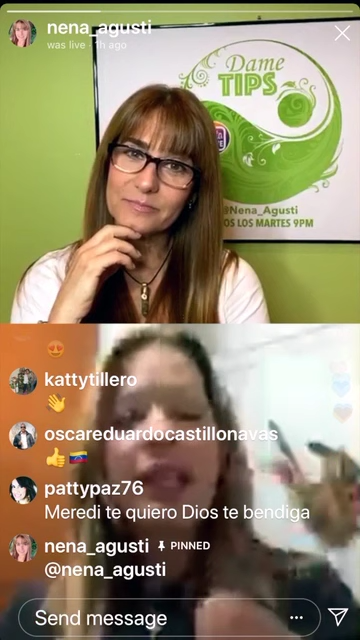 nena_agusti
was live · 1h ago
Dame
TIPS
@Nena_Agusti
OS LOS MARTES 9PM
kattytillero
oscareduardocastillonavas
pattypaz76
Meredi te quiero Dios te bendiga
nena_agusti PINNED
@nena_agusti
Send message